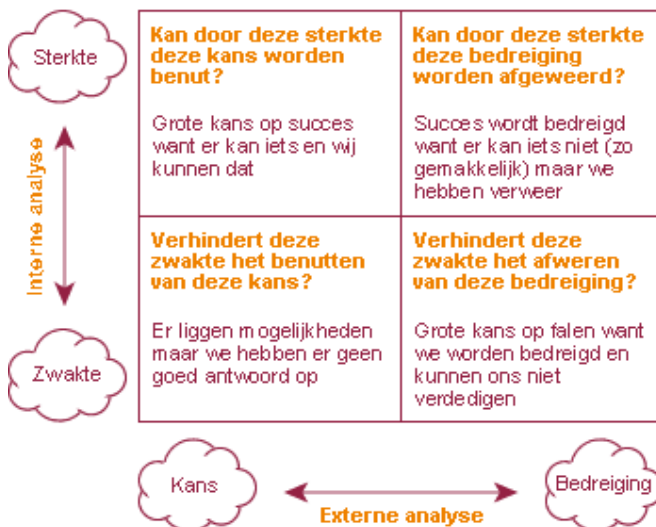 Sterkte
Kan door deze sterkte
deze kans worden
benut?
Grote kans op succes
want er kan iets en wij
kunnen dat
Kan door deze sterkte
deze bedreiging
worden afgeweerd?
Succes wordt bedreigd
want er kan iets niet (zo
gemakkelijk) maar we
hebben verweer
Interne analyse
Verhindert deze
zwakte het benutten
van deze kans?
Er liggen mogelijkheden
maar we hebben er geen
goed antwoord op
Verhindert deze
zwakte het afweren
van deze bedreiging?
Grote kans op falen want
we worden bedreigd en
kunnen ons niet
verdedigen
Zwakte
Kans
Externe analyse
Bedreiging